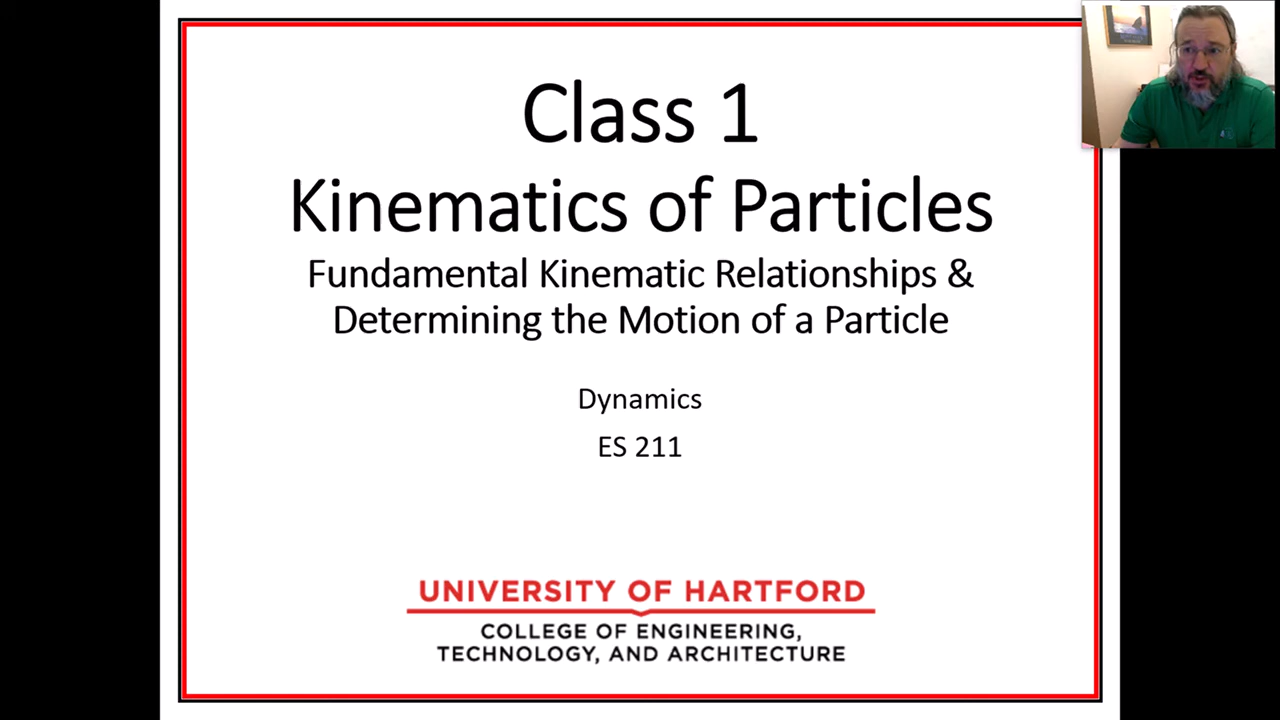 Class 1
Kinematics of Particles
Fundamental Kinematic Relationships &
Determining the Motion of a Particle
Dynamics
ES 211
UNIVERSITY OF HARTFORD
COLLEGE OF ENGINEERING,
TECHNOLOGY, AND ARCHITECTURE